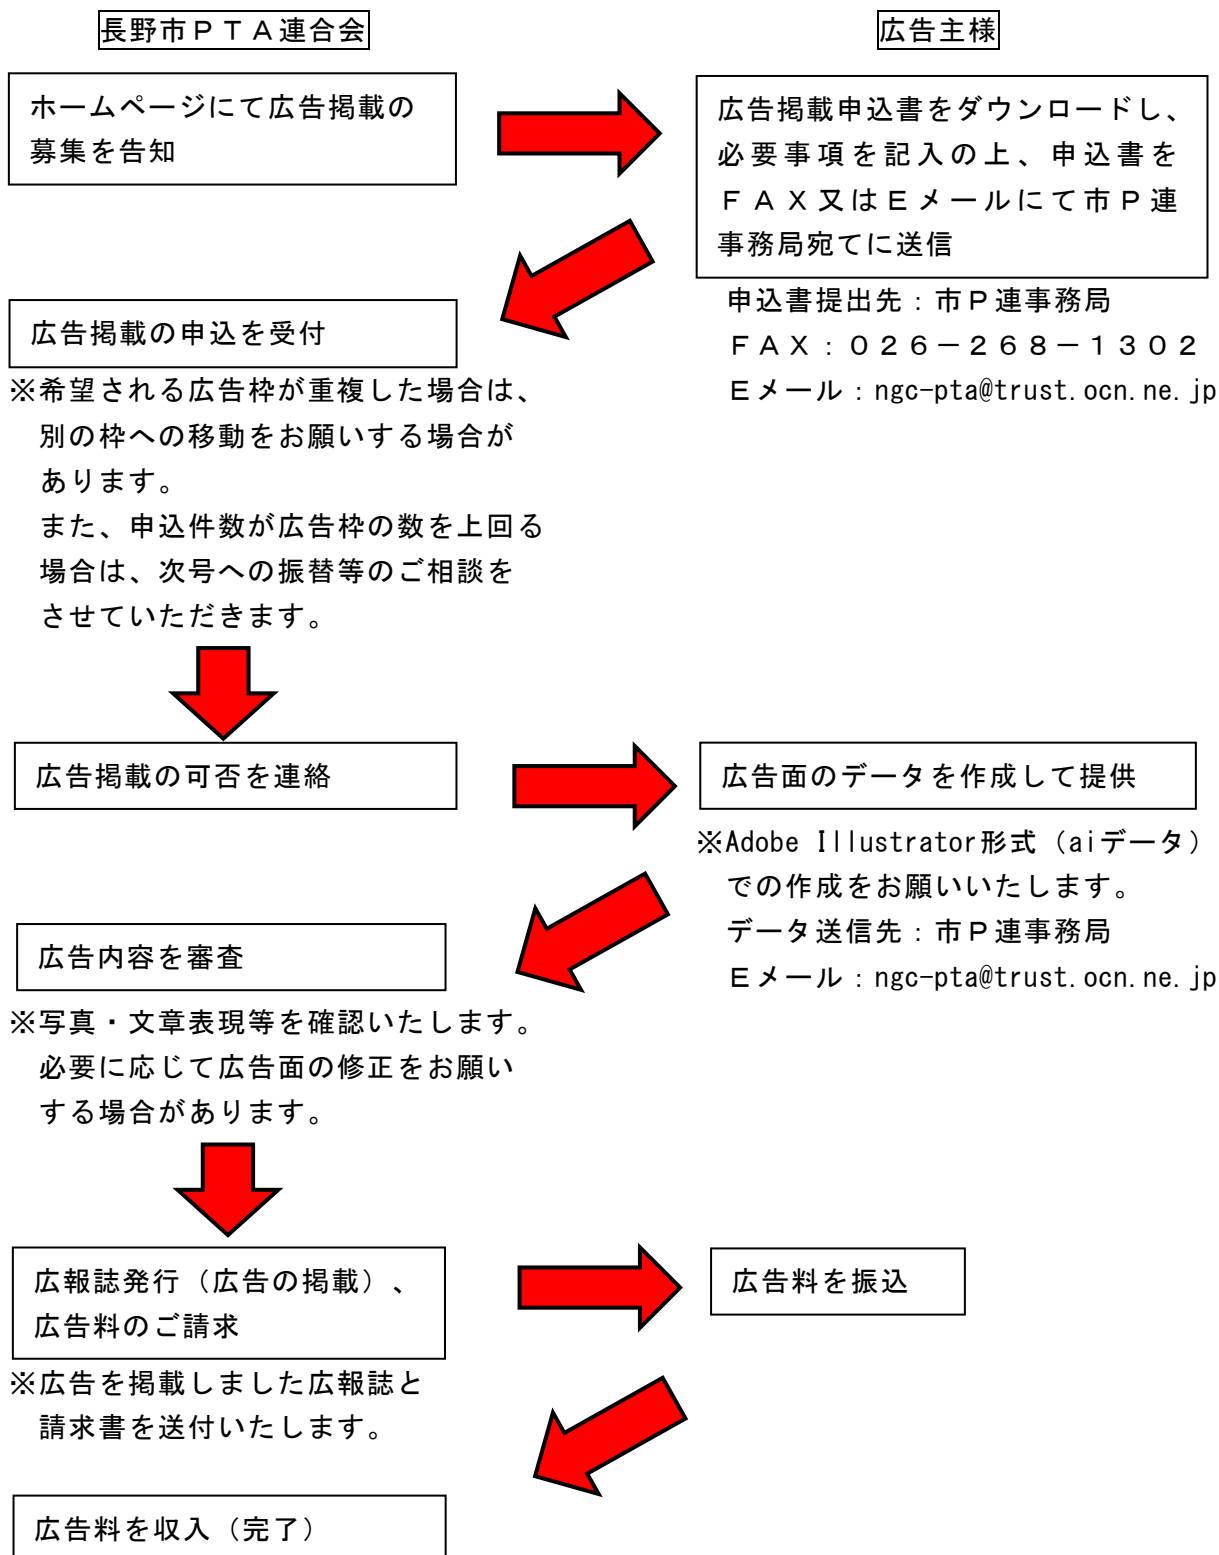 長野市ＰＴＡ連合会
広告主様
ホームページにて広告掲載の
募集を告知
広告掲載申込書をダウンロードし、
必要事項を記入の上、申込書を
ＦＡＸ又はＥメールにて市Ｐ連
事務局宛てに送信
申込書提出先：市Ｐ連事務局
ＦＡＸ：０２６－２６８－１３０２
Ｅメール：ngc-pta@trust.ocn.ne.jp
広告掲載の申込を受付
※希望される広告枠が重複した場合は、
別の枠への移動をお願いする場合が
あります。
また、申込件数が広告枠の数を上回る
場合は、次号への振替等のご相談を
させていただきます。
広告掲載の可否を連絡
広告面のデータを作成して提供
※Adobe Illustrator形式（aiデータ）
での作成をお願いいたします。
データ送信先：市Ｐ連事務局
Ｅメール：ngc-pta@trust.ocn.ne.jp
広告内容を審査
※写真・文章表現等を確認いたします。
必要に応じて広告面の修正をお願い
する場合があります。
広報誌発行（広告の掲載）、
広告料のご請求
広告料を振込
※広告を掲載しました広報誌と
請求書を送付いたします。
広告料を収入（完了）